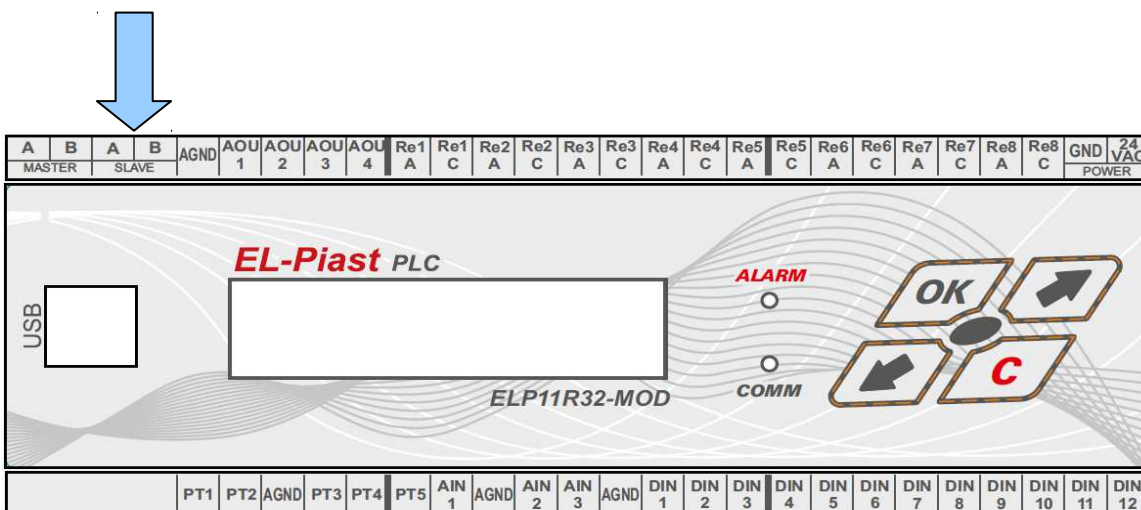 A B A B AGND AOU AOU AOU AOU Re1 Re1 Re2 Re2 Re3 Re3 Re4 Re4 Re5 Re5 Re6 Re6 Re7 Re7 Re8 Re8 GND 24
1 2 3 4 A C A C A C A C A C A C A C A C VAC
MASTER SLAVE POWER
EL-Piast PLC
ALARM
OK
USB
C
COMM
ELP11R32-MOD
PT1 PT2 AGND PT3 PT4 PT5 AIN AGND AIN AIN AGND DIN DIN DIN DIN DIN DIN DIN DIN DIN DIN DIN DIN
1 2 3 1 2 3 4 5 6 7 8 9 10 11 12